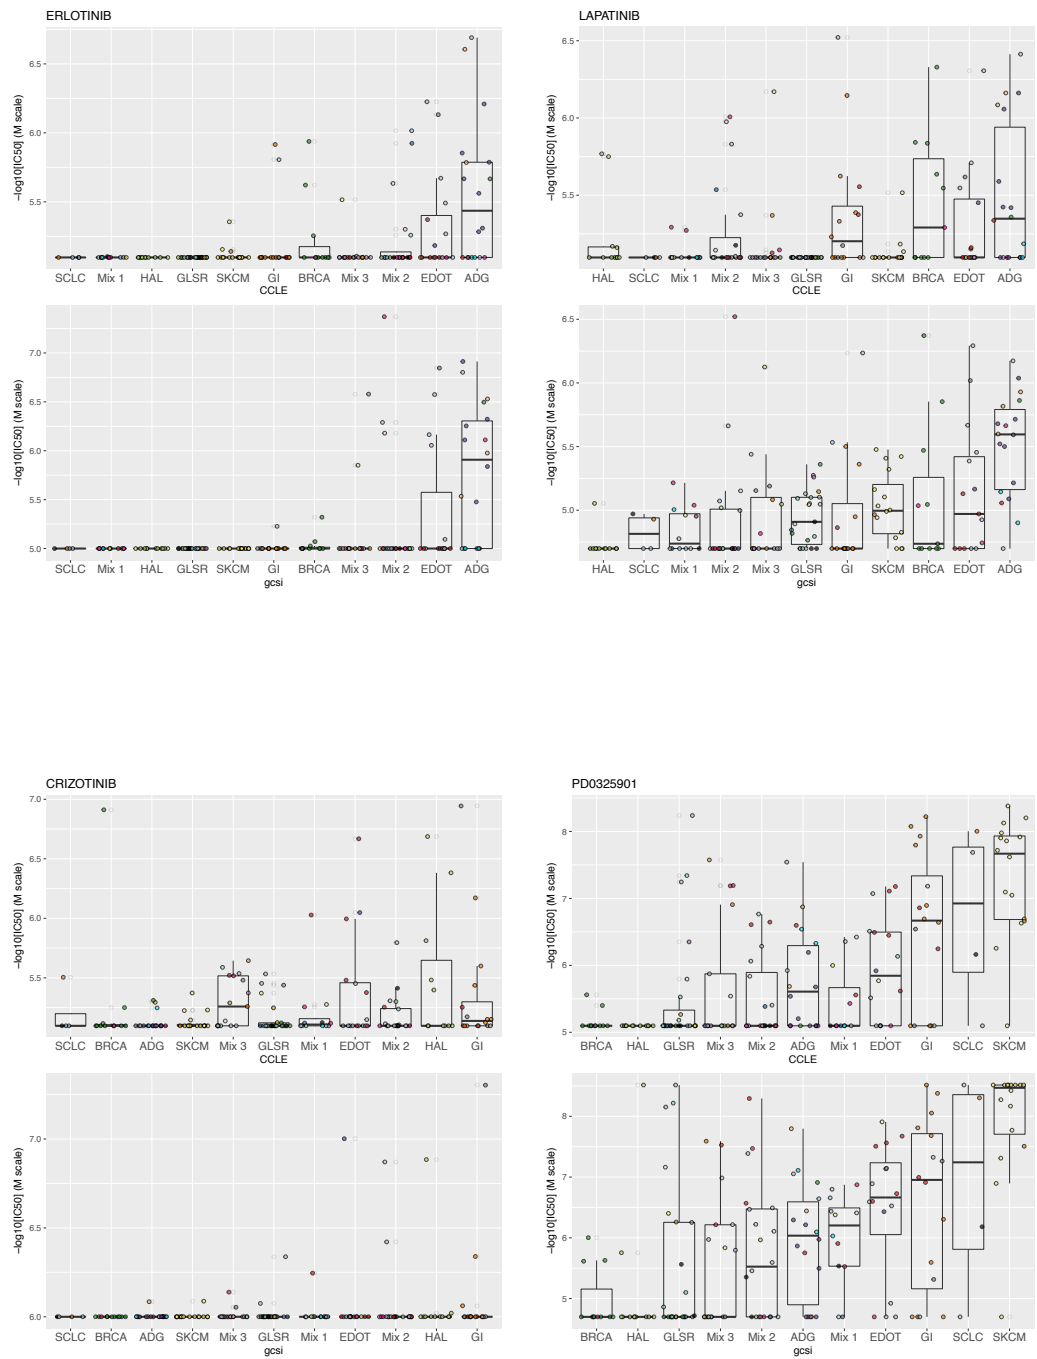 ERLOTINIB
−log10[IC50] (M scale)
6.5
6.0
5.5
SCLC Mix 1 HAL GLSR SKCM GI BRCA Mix 3 Mix 2 EDOT ADG
CCLE
−log10[IC50] (M scale)
7.0
6.5
6.0
5.5
5.0
SCLC Mix 1 HAL GLSR SKCM GI BRCA Mix 3 Mix 2 EDOT ADG
gcsi
LAPATINIB
−log10[IC50] (M scale)
6.5
6.0
5.5
HAL SCLC Mix 1 Mix 2 Mix 3 GLSR GI SKCM BRCA EDOT ADG
CCLE
−log10[IC50] (M scale)
6.5
6.0
5.5
5.0
HAL SCLC Mix 1 Mix 2 Mix 3 GLSR GI SKCM BRCA EDOT ADG
gcsi
CRIZOTINIB
−log10[IC50] (M scale)
7.0
6.5
6.0
5.5
SCLC BRCA ADG SKCM Mix 3 GLSR Mix 1 EDOT Mix 2 HAL GI
CCLE
−log10[IC50] (M scale)
7.0
6.5
6.0
SCLC BRCA ADG SKCM Mix 3 GLSR Mix 1 EDOT Mix 2 HAL GI
gcsi
PD0325901
−log10[IC50] (M scale)
8
7
6
5
BRCA HAL GLSR Mix 3 Mix 2 ADG Mix 1 EDOT GI SCLC SKCM
CCLE
−log10[IC50] (M scale)
8
7
6
5
BRCA HAL GLSR Mix 3 Mix 2 ADG Mix 1 EDOT GI SCLC SKCM
gcsi